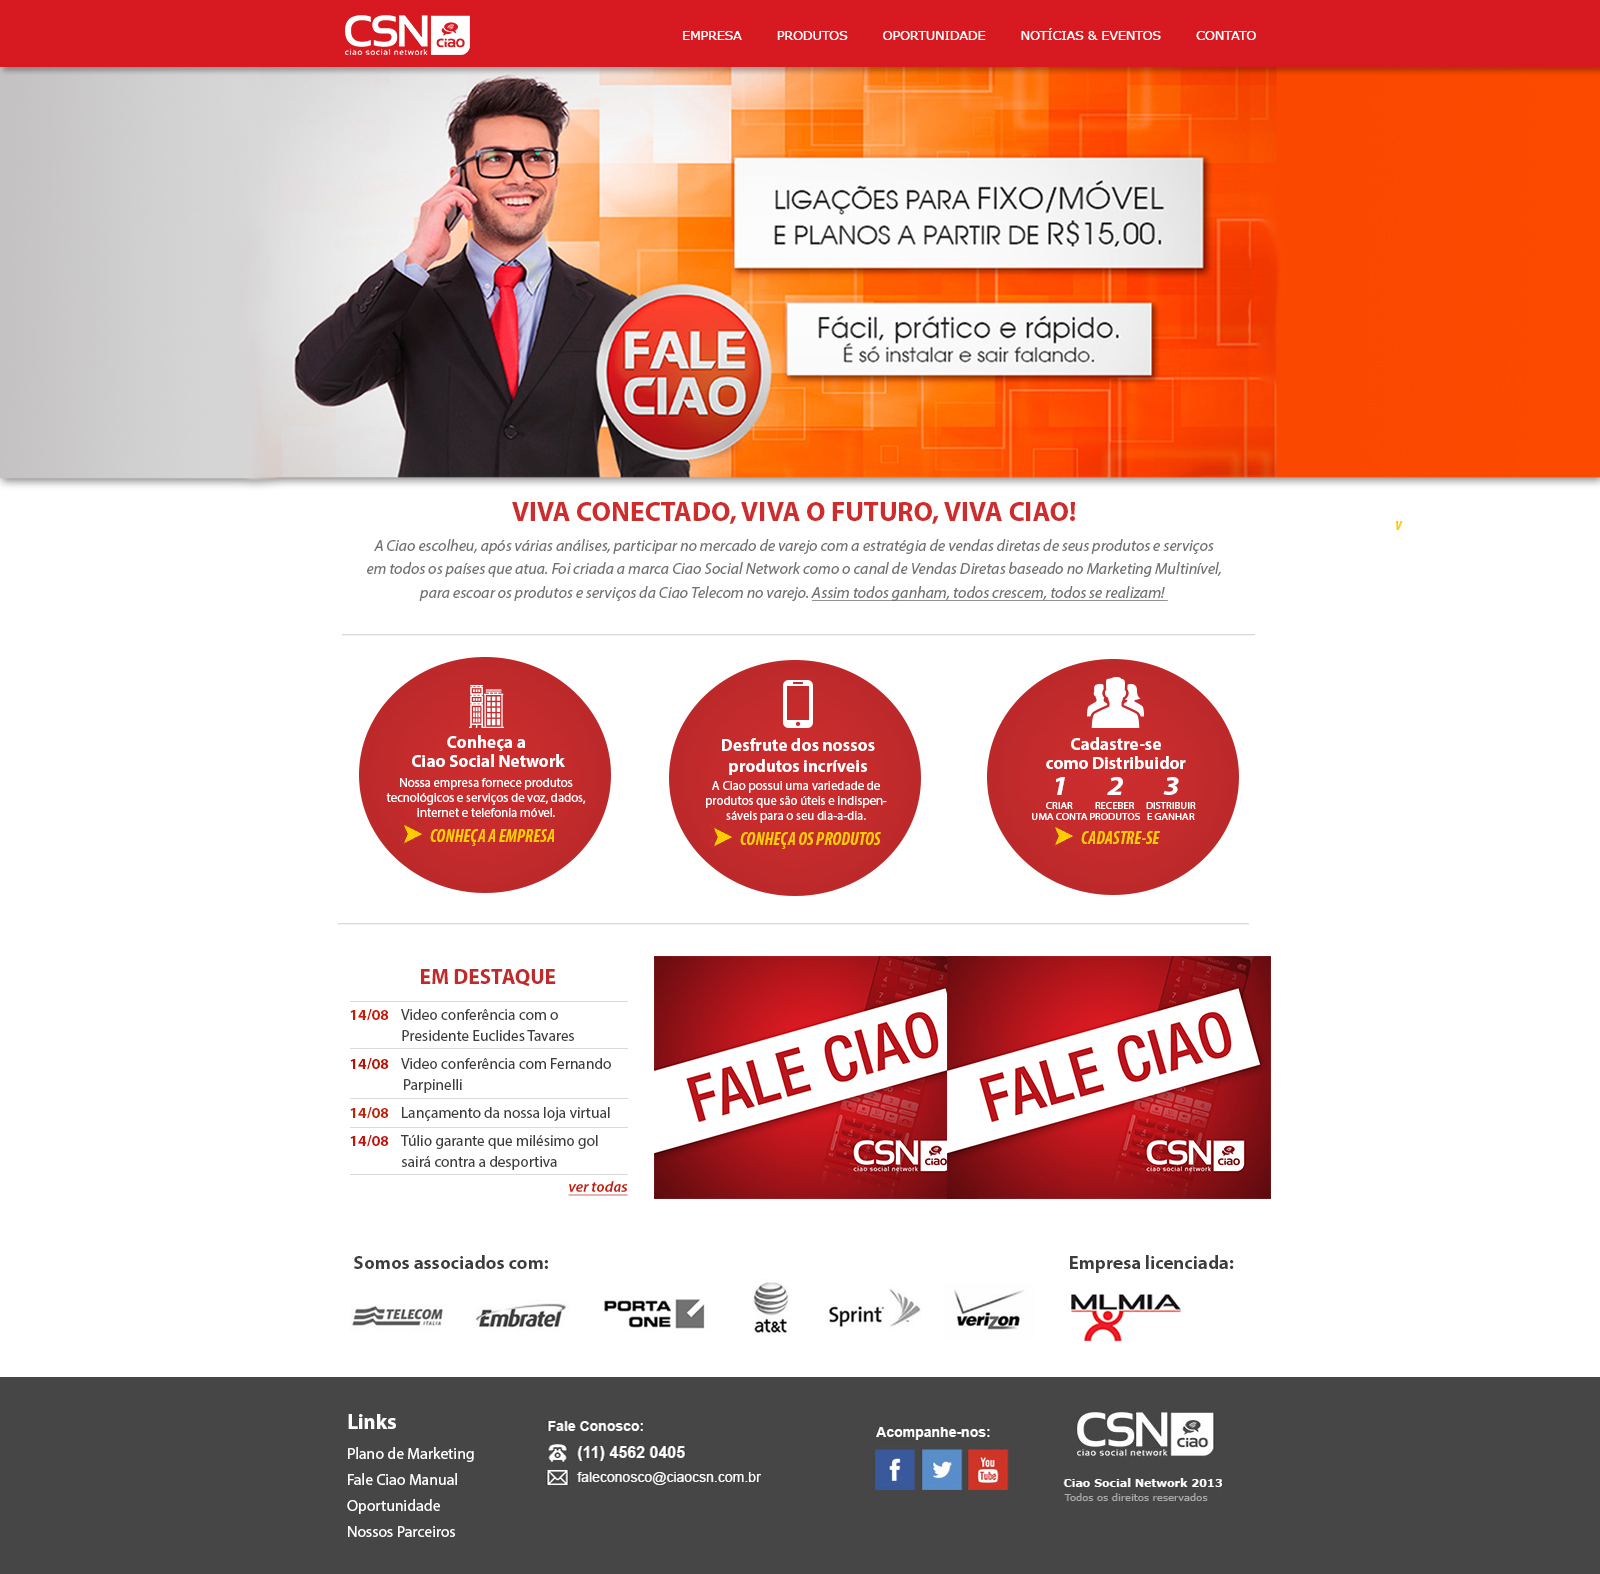 CSN ciao
ciao social network
EMPRESA PRODUTOS OPORTUNIDADE NOTÍCIAS & EVENTOS CONTATO
LIGAÇÕES PARA FIXO/MÓVEL
E PLANOS A PARTIR DE R$15,00.
Fácil, prático e rápido.
É só instalar e sair falando.
FALE
CIAO
VIVA CONECTADO, VIVA O FUTURO, VIVA CIAO!
V
A Ciao escolheu, após várias análises, participar no mercado de varejo com a estratégia de vendas diretas de seus produtos e serviços
em todos os países que atua. Foi criada a marca Ciao Social Network como o canal de Vendas Diretas baseado no Marketing Multinível,
para escoar os produtos e serviços da Ciao Telecom no varejo. Assim todos ganham, todos crescem, todos se realizam!
Conheça a
Ciao Social Network
Nossa empresa fornece produtos
tecnológicos e serviços de voz, dados,
internet e telefonia móvel.
CONHEÇA A EMPRESA
Desfrute dos nossos
produtos incríveis
A Ciao possui uma variedade de
produtos que são úteis e indispen-
sáveis para o seu dia-a-dia.
CONHEÇA OS PRODUTOS
Cadastre-se
como Distribuidor
1 2 3
CRIAR RECEBER DISTRIBUIR
UMA CONTA PRODUTOS E GANHAR
CADASTRE-SE
EM DESTAQUE
14/08 Video conferência com o
Presidente Euclides Tavares
14/08 Video conferência com Fernando
Parpinelli
14/08 Lançamento da nossa loja virtual
14/08 Túlio garante que milésimo gol
sairá contra a desportiva
ver todas
FALE CIAO
CSN ciao
ciao social network
FALE CIAO
CSN ciao
ciao social network
Somos associados com:
TELECOM
ITALIA
Embratel
PORTA
ONE
at&t
Sprint
verizon
Empresa licenciada:
MLMIA
Links
Plano de Marketing
Fale Ciao Manual
Oportunidade
Nossos Parceiros
Fale Conosco:
(11) 4562 0405
faleconosco@ciaocsn.com.br
Acompanhe-nos:
f
You
Tube
CSN ciao
ciao social network
Ciao Social Network 2013
Todos os direitos reservados